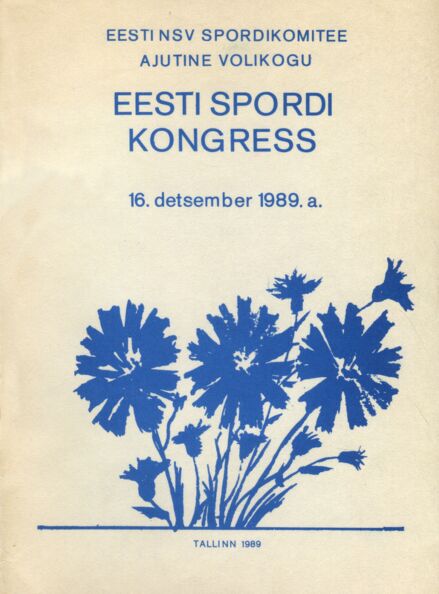 EESTI NSV SPORDIKOMITEE
AJUTINE VOLIKOGU
EESTI SPORDI
KONGRESS
16. detsember 1989. a.
TALLINN 1989